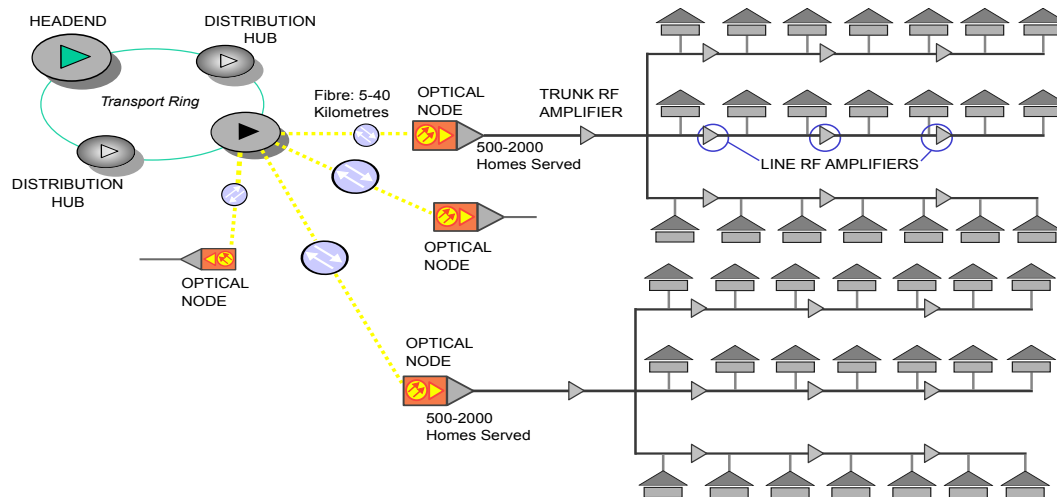 HEADEND
DISTRIBUTION
HUB
Transport Ring
DISTRIBUTION
HUB
Fibre: 5-40
Kilometres
OPTICAL
NODE
TRUNK RF
AMPLIFIER
500-2000
Homes Served
LINE RF AMPLIFIERS
OPTICAL
NODE
OPTICAL
NODE
OPTICAL
NODE
500-2000
Homes Served